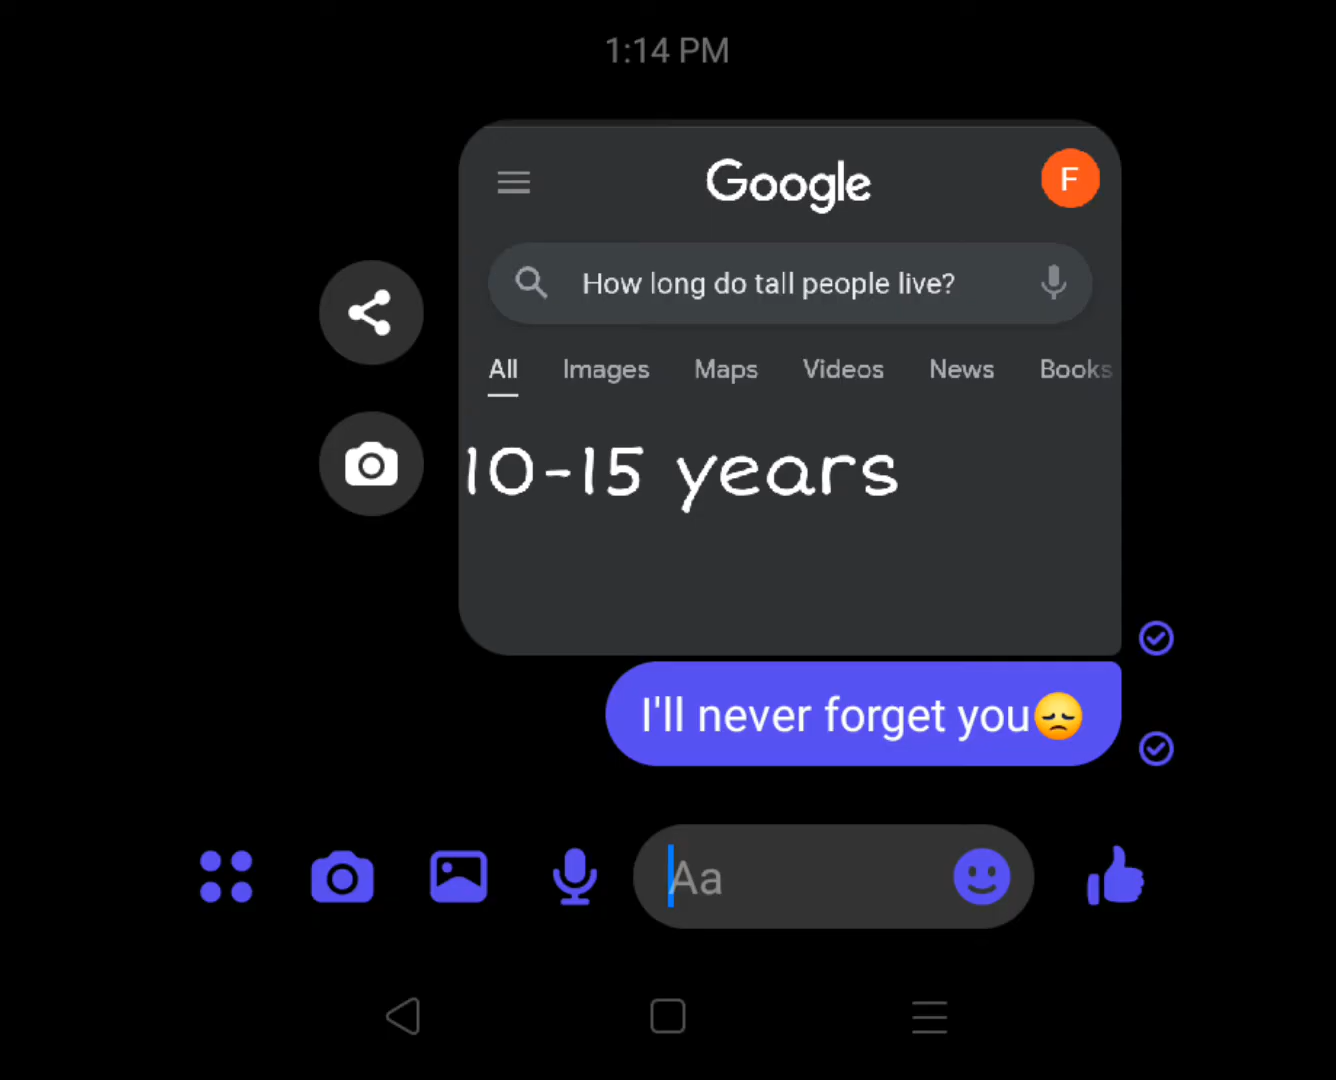 1:14 PM
Google
F
How long do tall people live?
All Images Maps Videos News Books
10-15 years
I'll never forget you😞
Aa